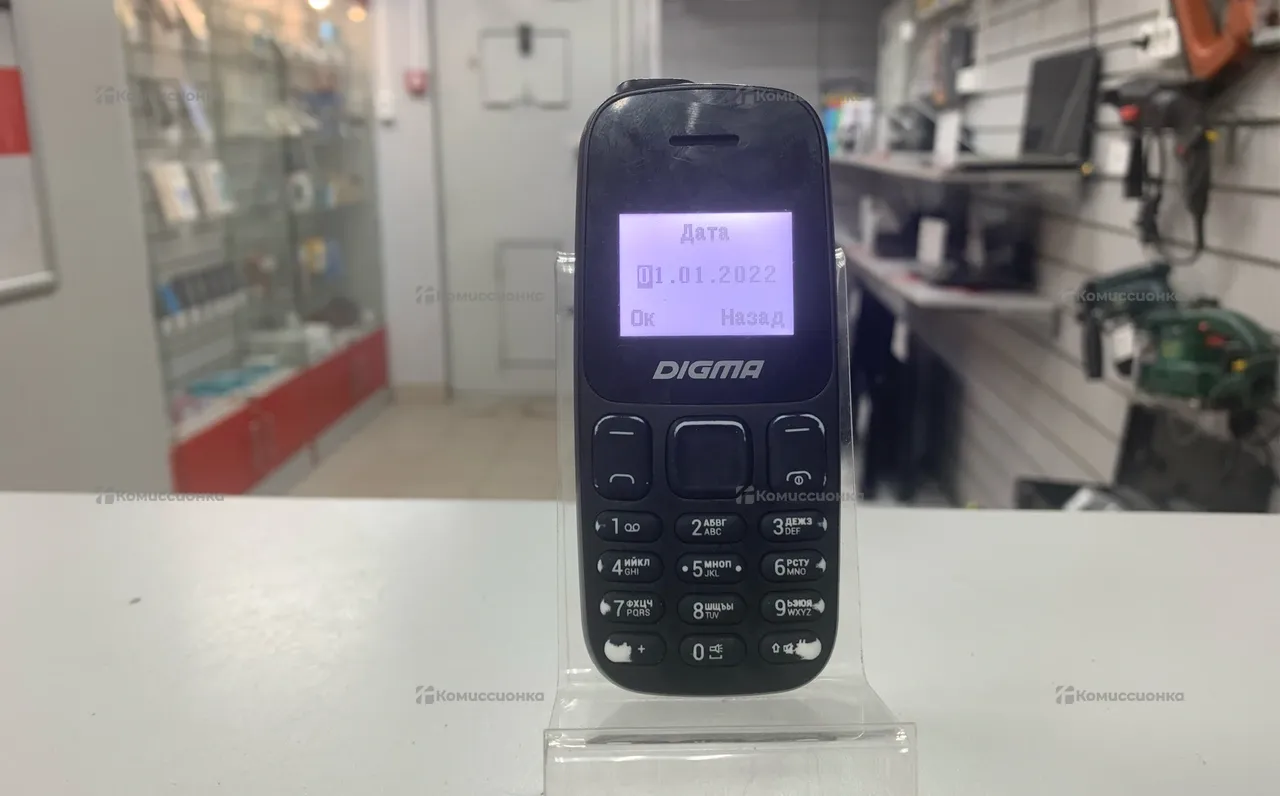 Комиссионка
Комиссионка
Дата
01.01.2022
Ок Назад
Комиссионка
Комиссионка
DIGMA
Комиссионка
Комиссионка
1
2 АБВГ ABC
3 ДЕЖЗ DEF
4 ИЙКЛ GHI
5 МНОП JKL
6 РСТУ MNO
7 ФХЦЧ PQRS
8 ШЩЪЫ TUV
9 ЬЭЮЯ WXYZ
+
0
#
Комиссионка
Комиссионка